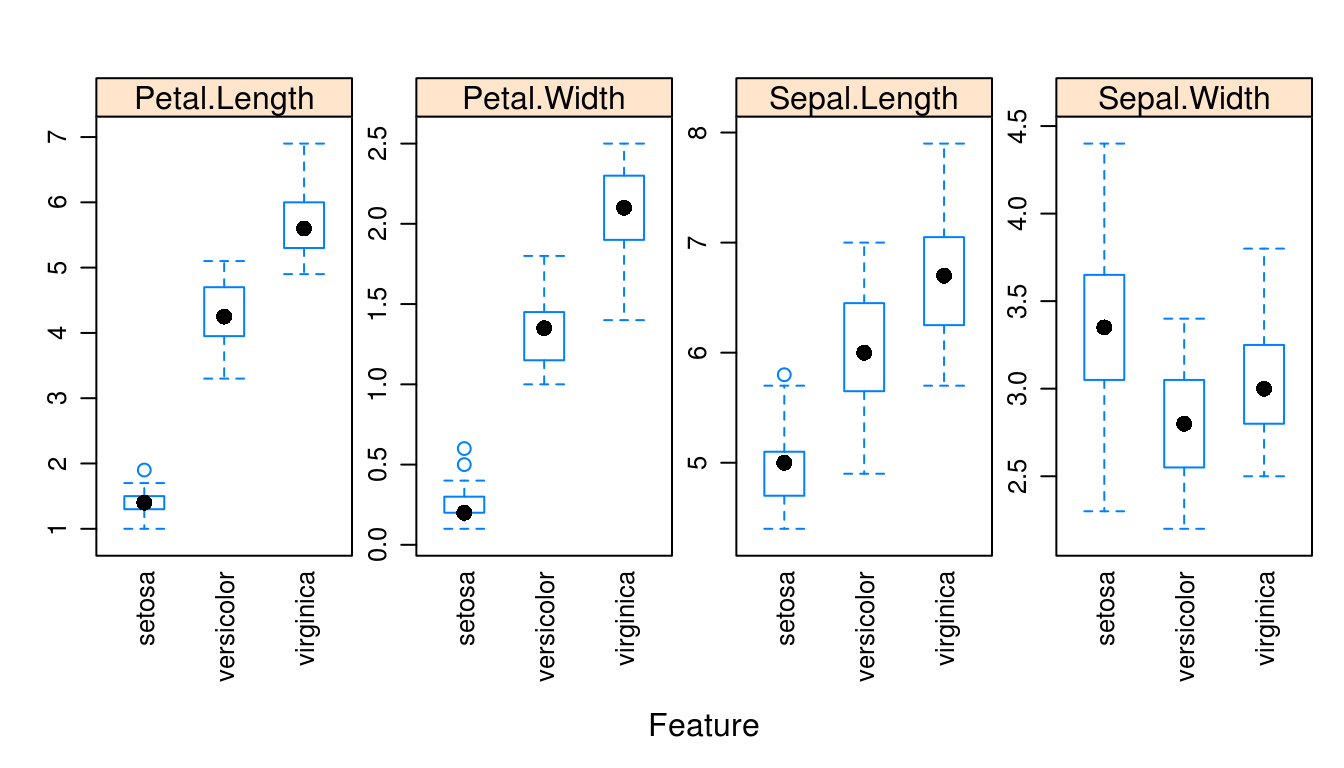 Petal.Length
Petal.Width
Sepal.Length
Sepal.Width
1
2
3
4
5
6
7
setosa
versicolor
virginica
0.0
0.5
1.0
1.5
2.0
2.5
setosa
versicolor
virginica
5
6
7
8
setosa
versicolor
virginica
2.5
3.0
3.5
4.0
4.5
setosa
versicolor
virginica
Feature